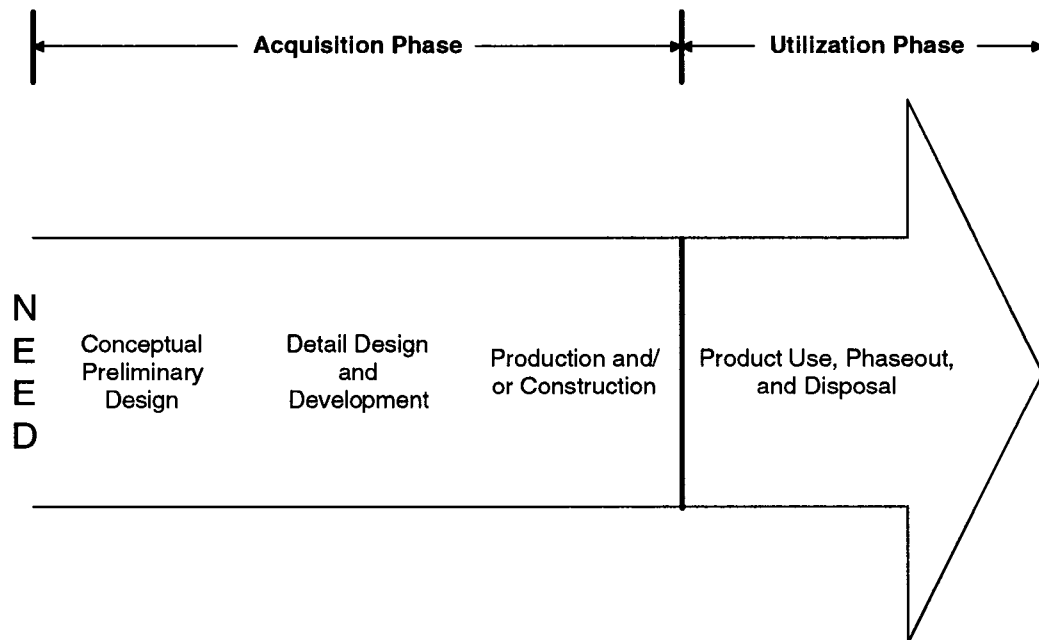 Acquisition Phase
Utilization Phase
N
E
E
D
Conceptual
Preliminary
Design
Detail Design
and
Development
Production and/
or Construction
Product Use, Phaseout,
and Disposal